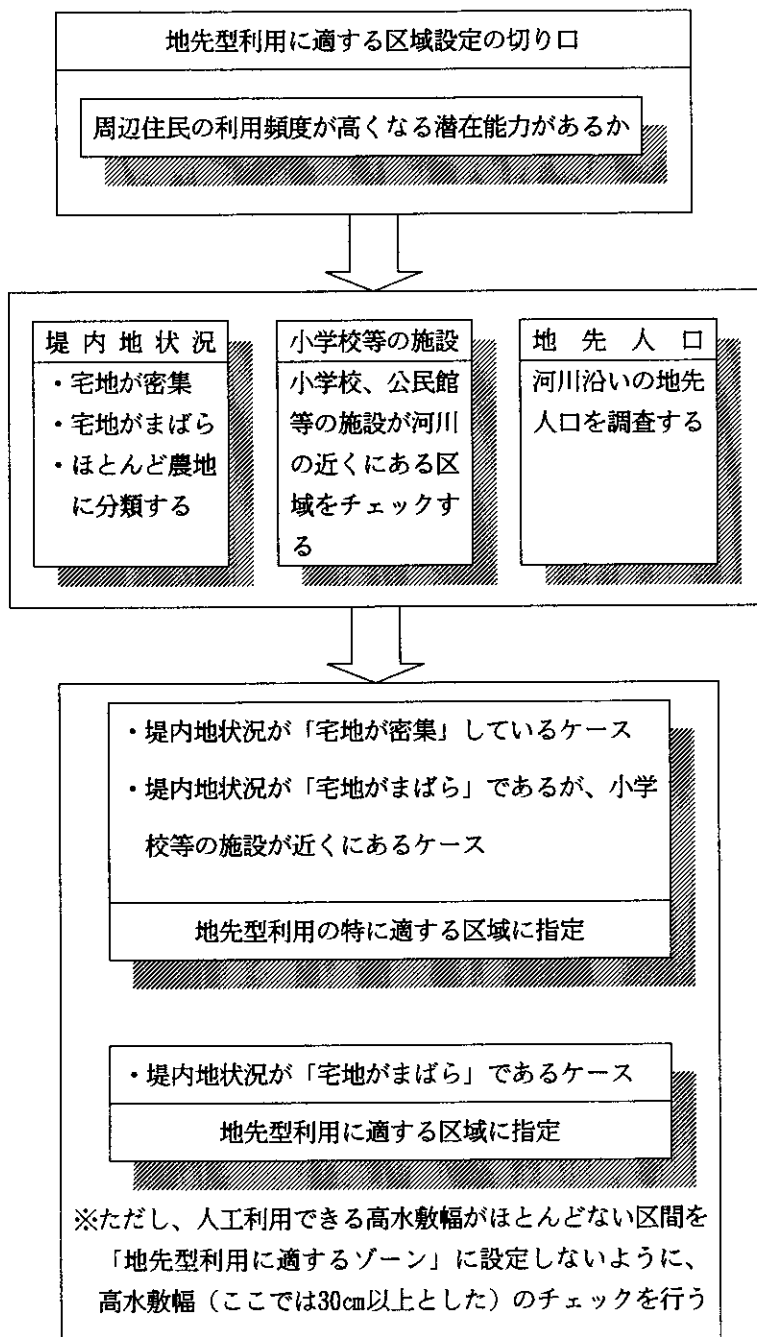 地先型利用に適する区域設定の切り口
周辺住民の利用頻度が高くなる潜在能力があるか
堤内地状況
・宅地が密集
・宅地がまばら
・ほとんど農地
に分類する
小学校等の施設
小学校、公民館
等の施設が河川
の近くにある区
域をチェックす
る
地先人口
河川沿いの地先
人口を調査する
・堤内地状況が「宅地が密集」しているケース
・堤内地状況が「宅地がまばら」であるが、小学
校等の施設が近くにあるケース
地先型利用の特に適する区域に指定
・堤内地状況が「宅地がまばら」であるケース
地先型利用に適する区域に指定
※ただし、人工利用できる高水敷幅がほとんどない区間を
「地先型利用に適するゾーン」に設定しないように、
高水敷幅（ここでは30㎝以上とした）のチェックを行う